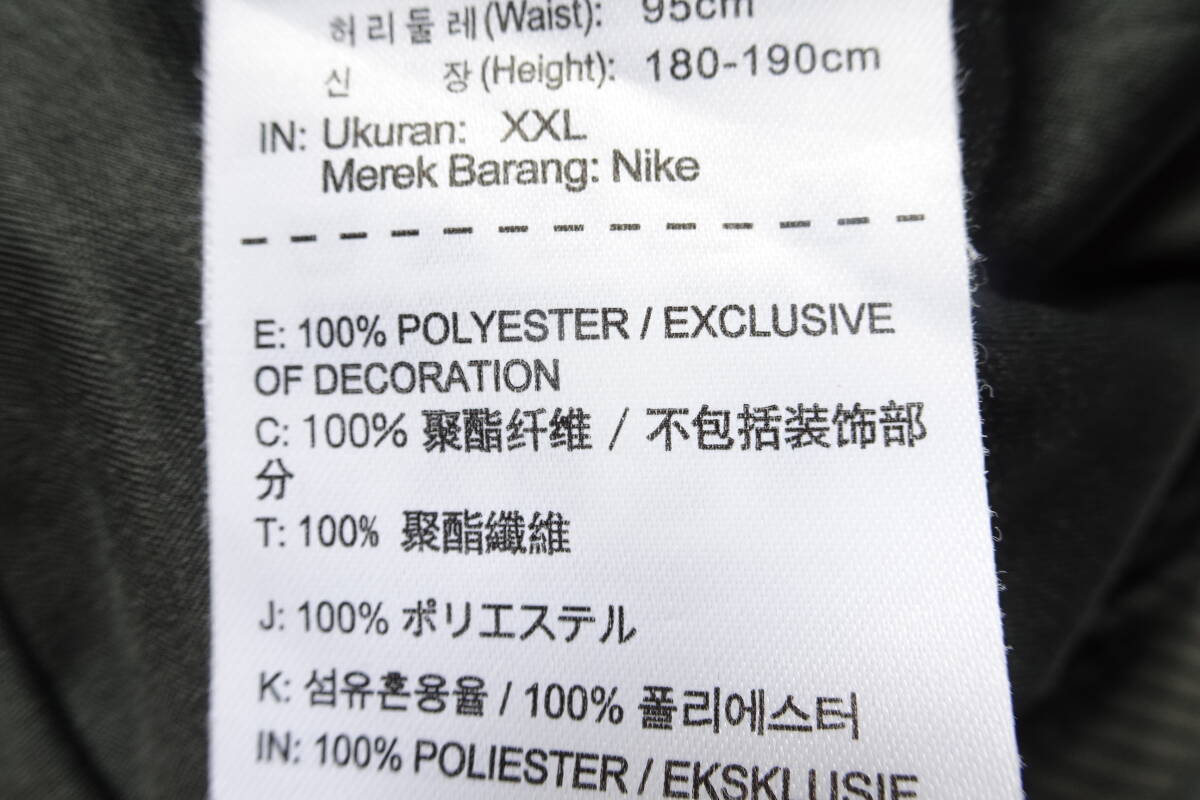 허리둘레(Waist): 95cm
신 장(Height): 180-190cm
IN: Ukuran: XXL
Merek Barang: Nike
E: 100% POLYESTER / EXCLUSIVE
OF DECORATION
C: 100% 聚酯纤维 / 不包括装饰部
分
T: 100% 聚酯纖維
J: 100% ポリエステル
K: 섬유혼용율 / 100% 폴리에스터
IN: 100% POLIESTER / EKSKLUSIF